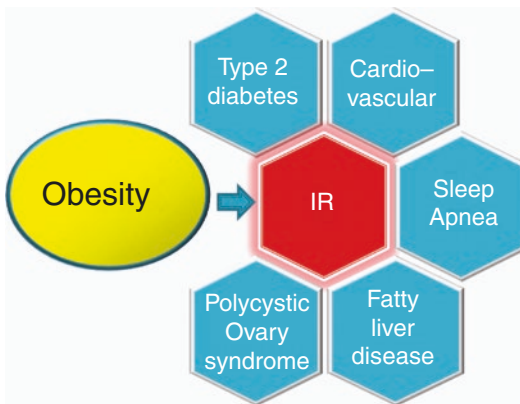 Type 2
diabetes
Cardio–
vascular
Obesity
IR
Sleep
Apnea
Polycystic
Ovary
syndrome
Fatty
liver
disease